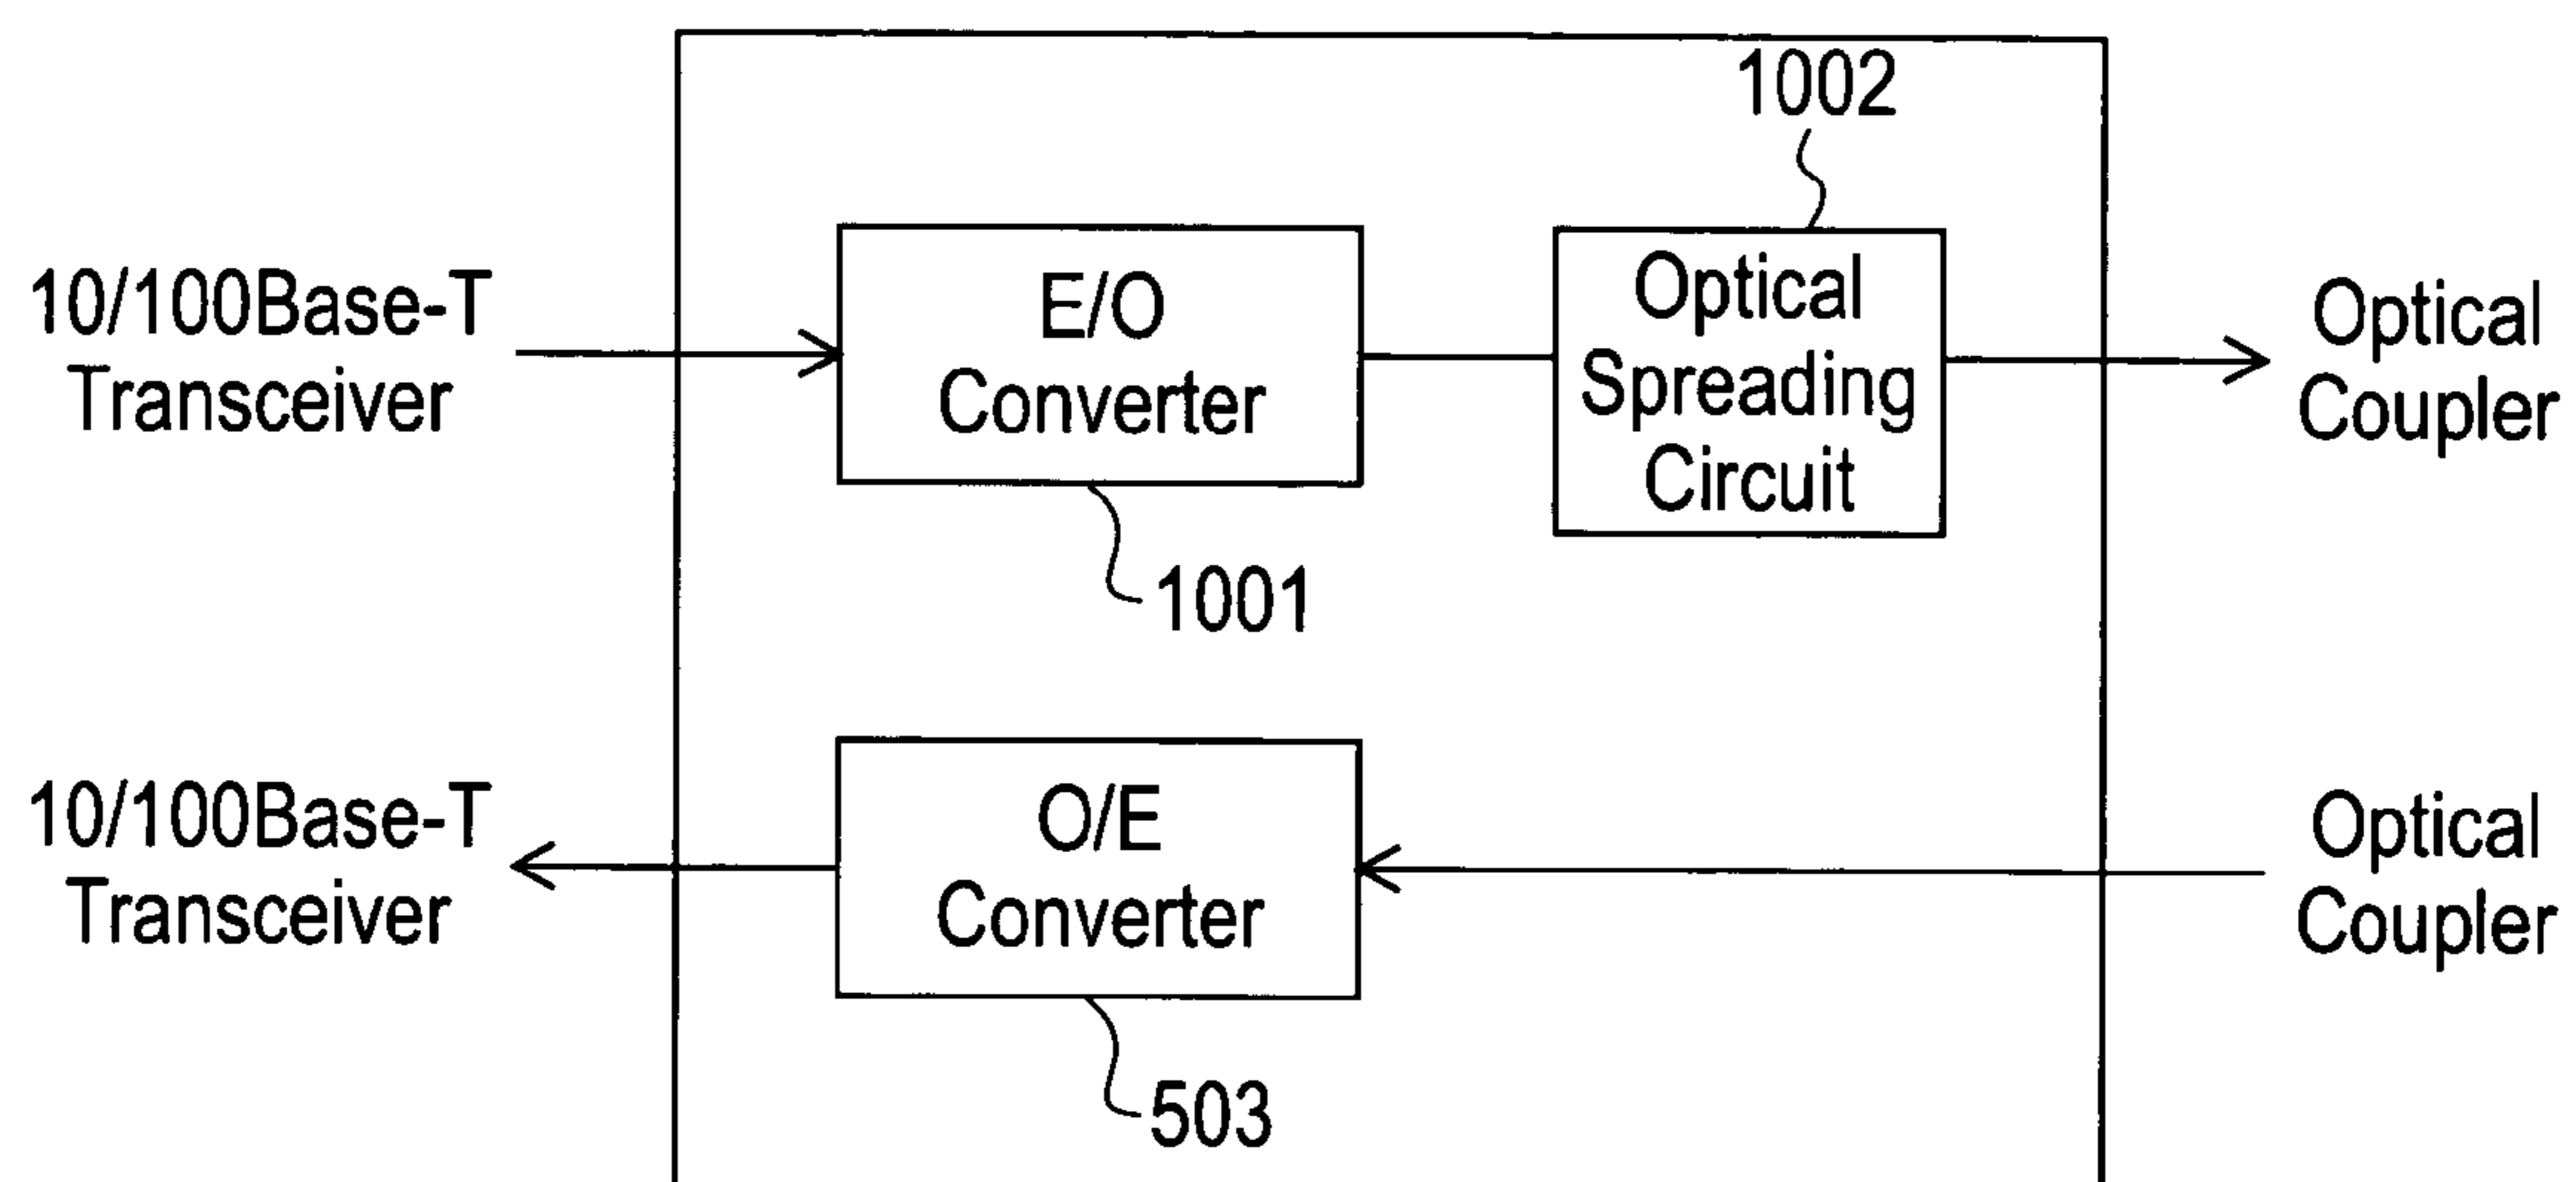 1002
10/100Base-T
Transceiver
E/O
Converter
Optical
Spreading
Circuit
Optical
Coupler
1001
10/100Base-T
Transceiver
O/E
Converter
Optical
Coupler
503